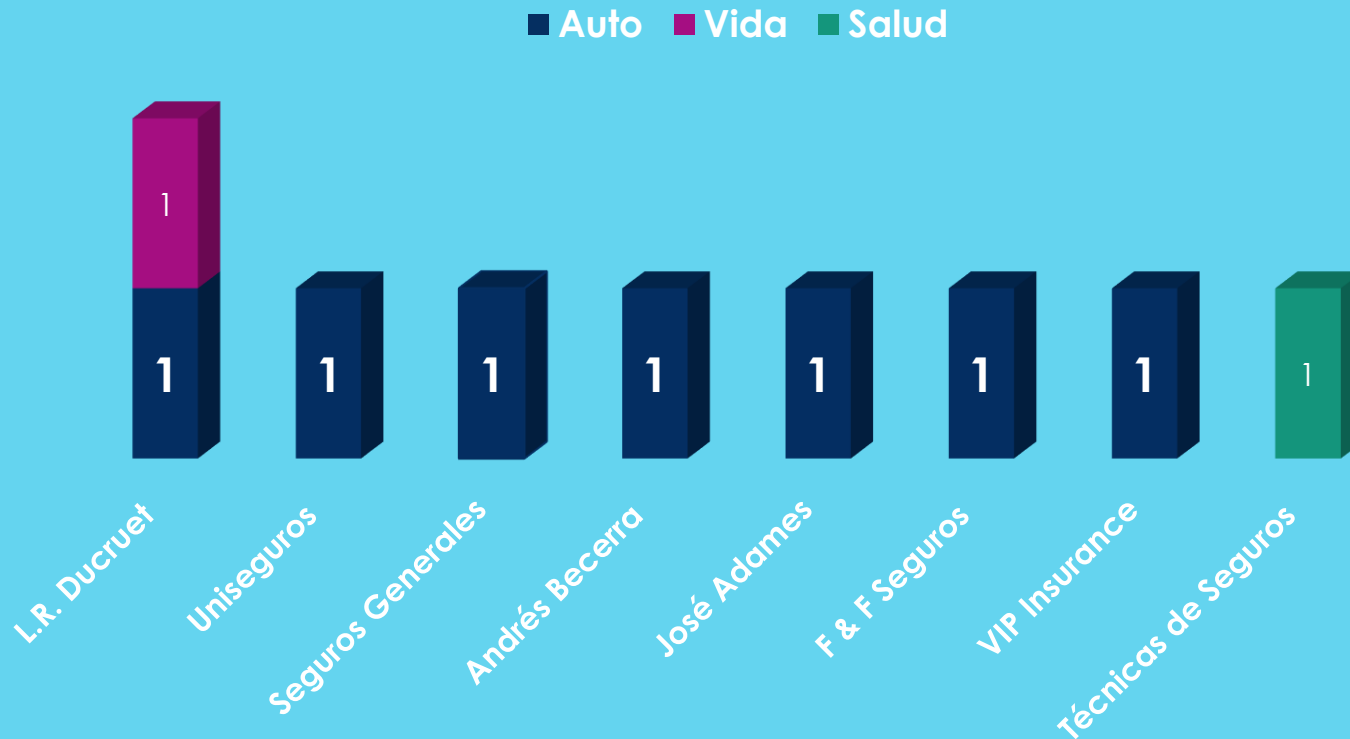 Auto Vida Salud
1
1 1 1 1 1 1 1 1
L.R. Ducruet
Uniseguros
Seguros Generales
Andrés Becerra
José Adames
F & F Seguros
VIP Insurance
Técnicas de Seguros